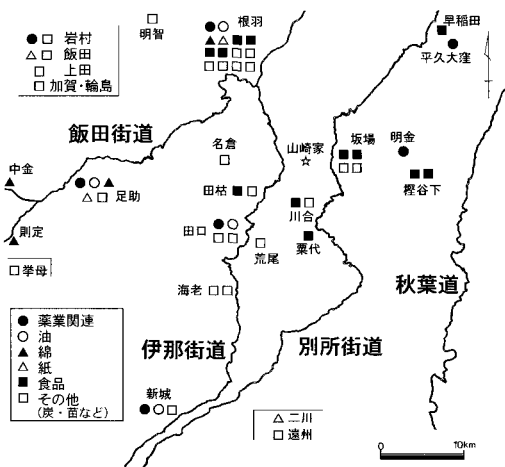 岩村
飯田
上田
加賀・輪島
明智
根羽
早稲田
平久大窪
飯田街道
名倉
山崎家
坂場
明金
中金
足助
田枯
樫谷下
川合
則定
田口
粟代
荒尾
挙母
海老
秋葉道
薬業関連
油
綿
紙
食品
その他
(炭・苗など)
伊那街道
別所街道
新城
二川
遠州
0 10km